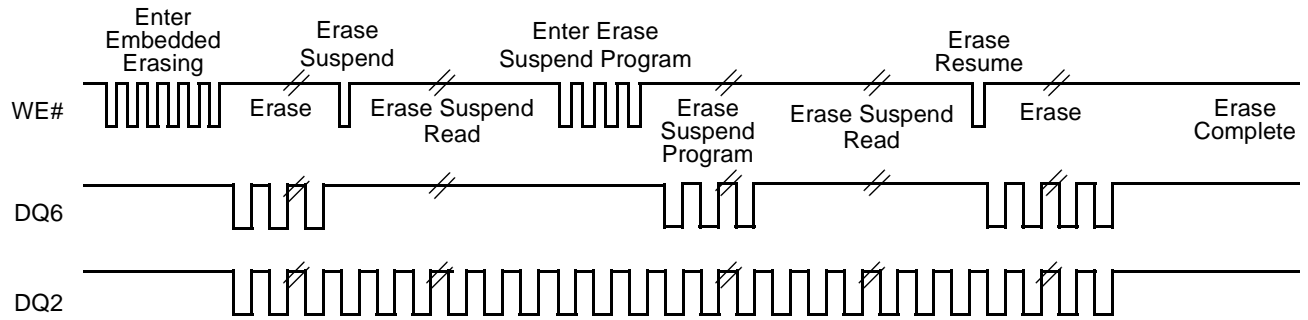 Enter
Embedded
Erasing
Erase
Suspend
Enter Erase
Suspend Program
Erase
Resume
WE#
Erase
Erase Suspend
Read
Erase
Suspend
Program
Erase Suspend
Read
Erase
Erase
Complete
DQ6
DQ2